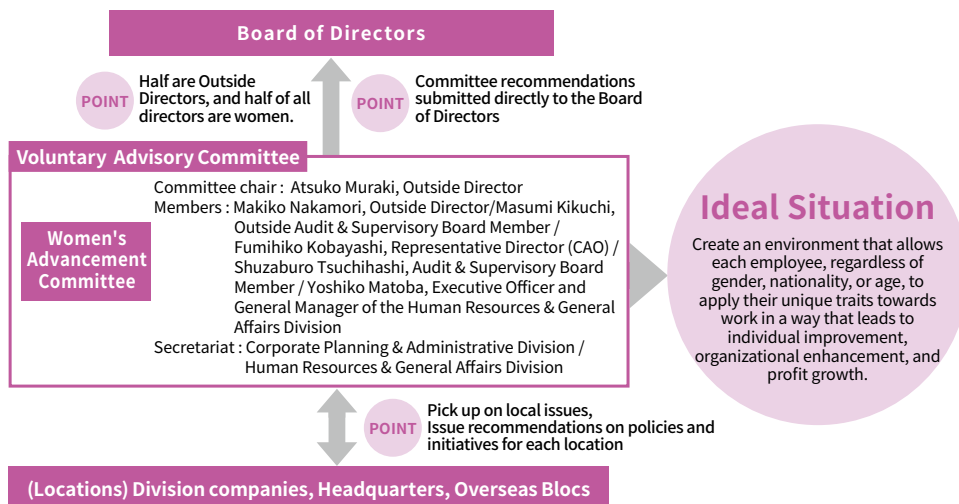 Board of Directors
POINT
Half are Outside
Directors, and half of all
directors are women.
POINT
Committee recommendations
submitted directly to the Board
of Directors
Voluntary Advisory Committee
Women's
Advancement
Committee
Committee chair : Atsuko Muraki, Outside Director
Members : Makiko Nakamori, Outside Director/Masumi Kikuchi,
Outside Audit & Supervisory Board Member /
Fumihiko Kobayashi, Representative Director (CAO) /
Shuzaburo Tsuchihashi, Audit & Supervisory Board
Member / Yoshiko Matoba, Executive Officer and
General Manager of the Human Resources & General
Affairs Division
Secretariat : Corporate Planning & Administrative Division /
Human Resources & General Affairs Division
Ideal Situation
Create an environment that allows
each employee, regardless of
gender, nationality, or age, to
apply their unique traits towards
work in a way that leads to
individual improvement,
organizational enhancement, and
profit growth.
POINT
Pick up on local issues,
Issue recommendations on policies and
initiatives for each location
(Locations) Division companies, Headquarters, Overseas Blocs